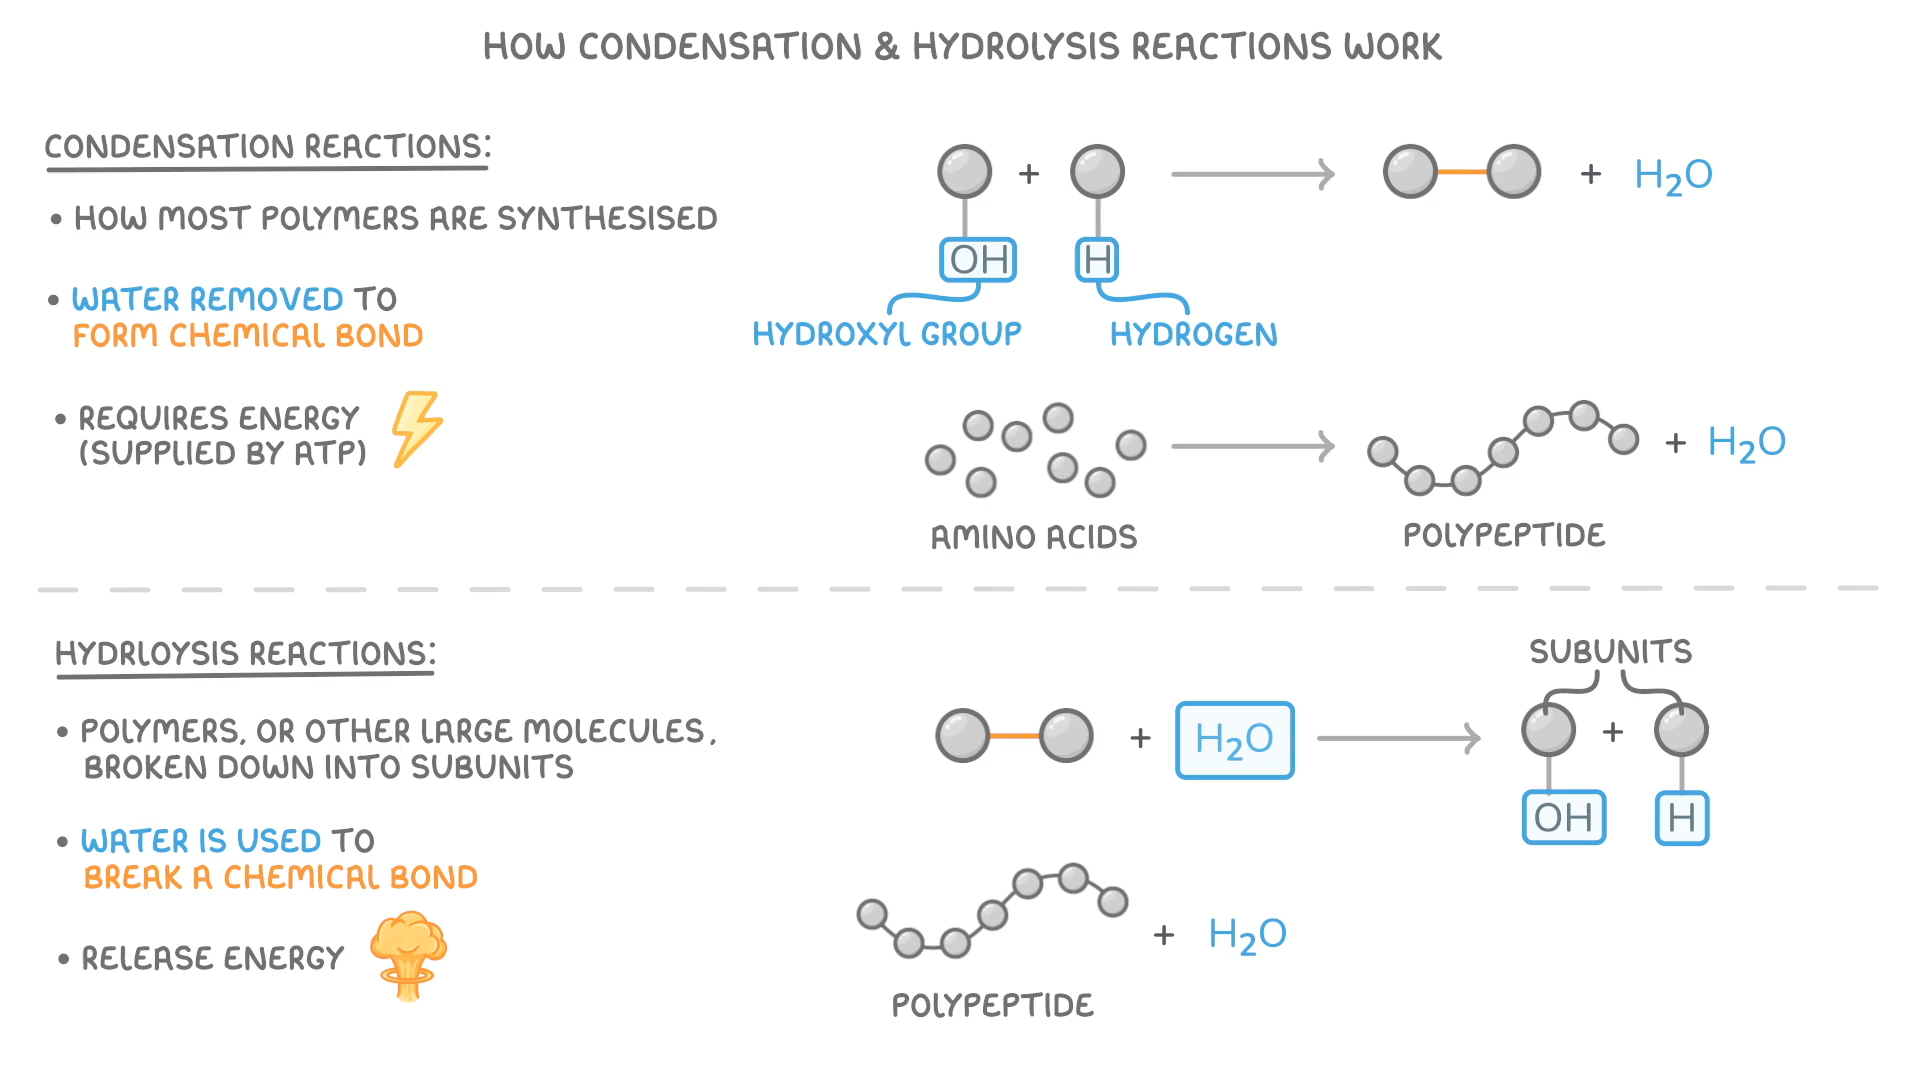 HOW CONDENSATION & HYDROLYSIS REACTIONS WORK
CONDENSATION REACTIONS:
• HOW MOST POLYMERS ARE SYNTHESISED
• WATER REMOVED TO
FORM CHEMICAL BOND
• REQUIRES ENERGY
(SUPPLIED BY ATP)
+ + H₂O
OH H
HYDROXYL GROUP HYDROGEN
+ H₂O
AMINO ACIDS POLYPEPTIDE
HYDRLOYSIS REACTIONS:
• POLYMERS, OR OTHER LARGE MOLECULES,
BROKEN DOWN INTO SUBUNITS
• WATER IS USED TO
BREAK A CHEMICAL BOND
• RELEASE ENERGY
SUBUNITS
+ H₂O +
OH H
+ H₂O
POLYPEPTIDE